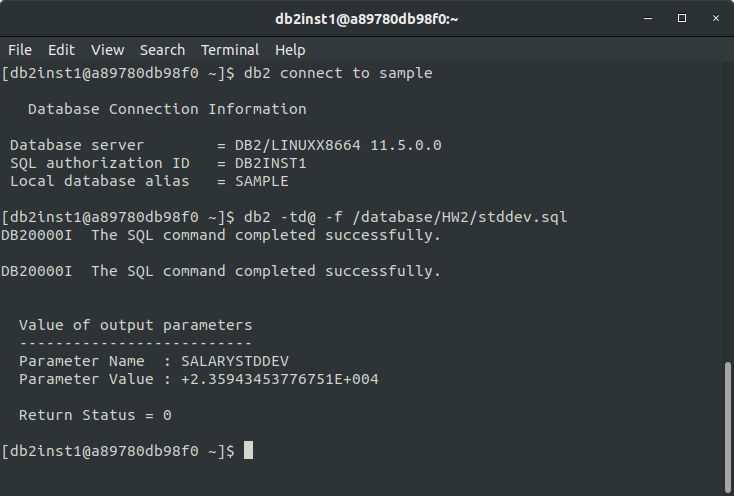 db2inst1@a89780db98f0:~
File Edit View Search Terminal Help
[db2inst1@a89780db98f0 ~]$ db2 connect to sample
Database Connection Information
Database server = DB2/LINUXX8664 11.5.0.0
SQL authorization ID = DB2INST1
Local database alias = SAMPLE
[db2inst1@a89780db98f0 ~]$ db2 -td@ -f /database/HW2/stddev.sql
DB20000I The SQL command completed successfully.
DB20000I The SQL command completed successfully.
Value of output parameters
--------------------------
Parameter Name : SALARYSTDDEV
Parameter Value : +2.35943453776751E+004
Return Status = 0
[db2inst1@a89780db98f0 ~]$